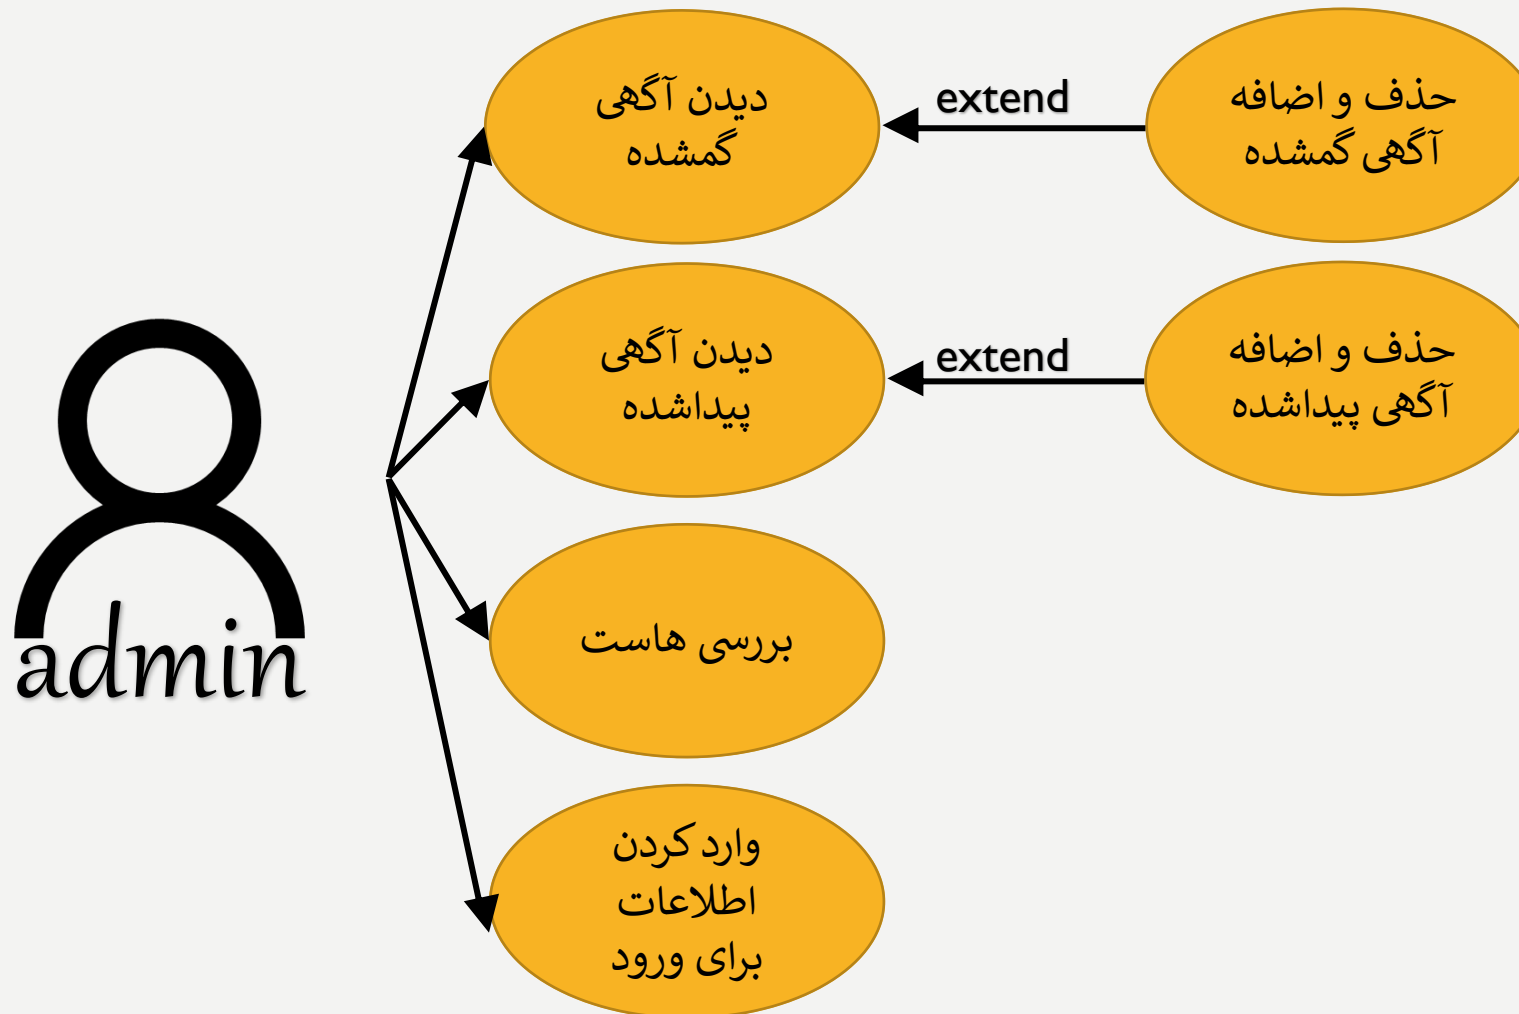 دیدن آگهی
گمشده
extend
حذف و اضافه
آگهی گمشده
دیدن آگهی
پیداشده
extend
حذف و اضافه
آگهی پیداشده
admin
بررسی هاست
وارد کردن
اطلاعات
برای ورود